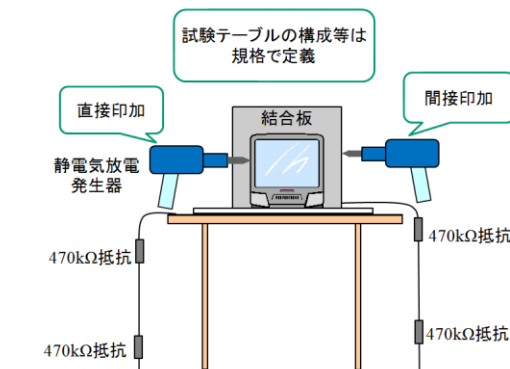 試験テーブルの構成等は
規格で定義
直接印加
間接印加
結合板
静電気放電
発生器
470kΩ抵抗
470kΩ抵抗
470kΩ抵抗
470kΩ抵抗